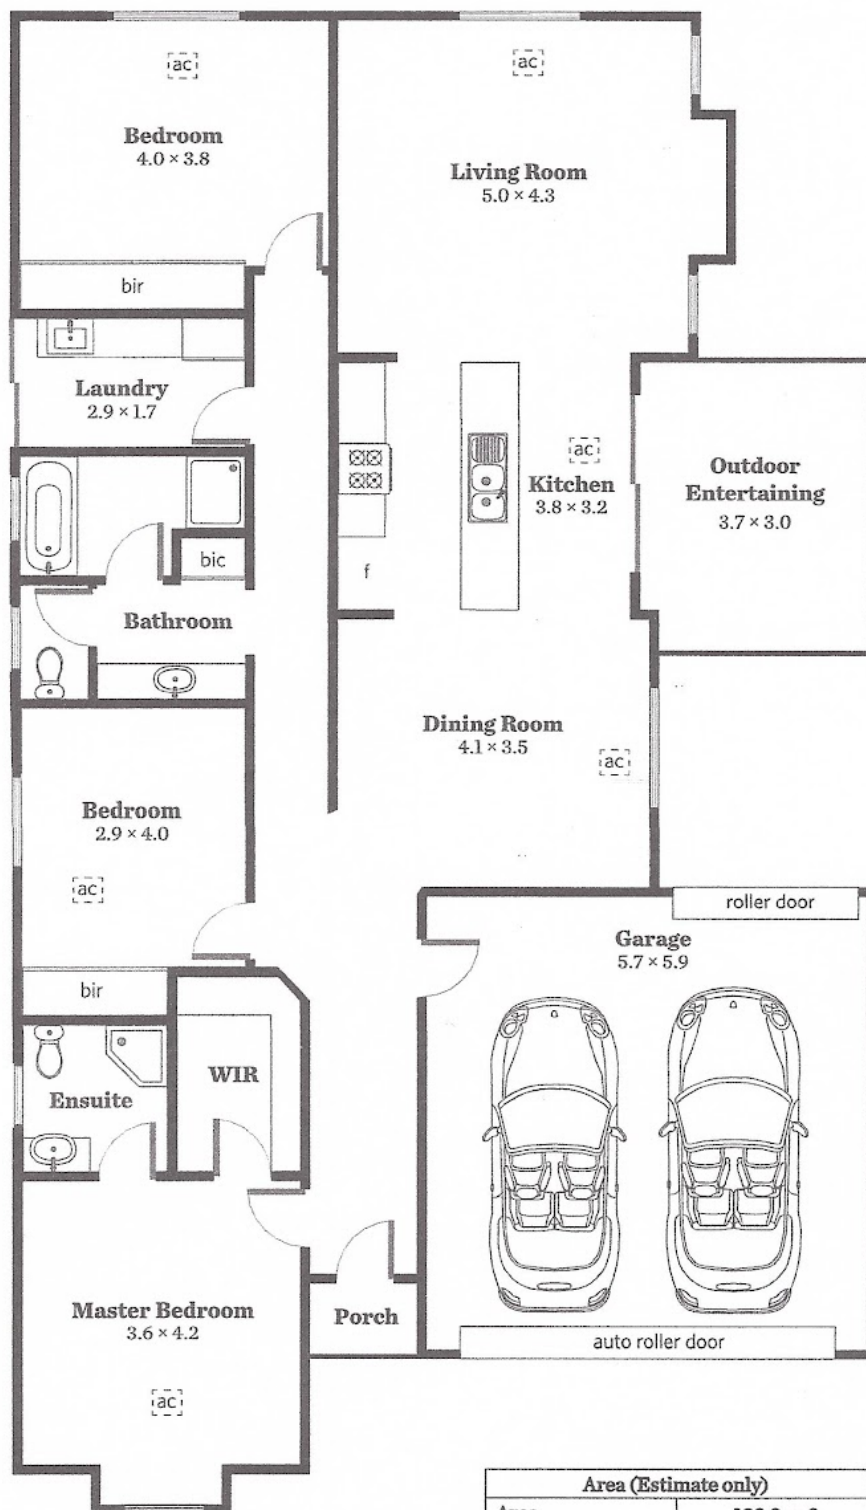 ac
Bedroom
4.0 × 3.8
bir
ac
Living Room
5.0 × 4.3
Laundry
2.9 × 1.7
ac
Kitchen
3.8 × 3.2
f
Outdoor
Entertaining
3.7 × 3.0
bic
Bathroom
Dining Room
4.1 × 3.5
ac
Bedroom
2.9 × 4.0
ac
bir
roller door
Garage
5.7 × 5.9
WIR
Ensuite
Master Bedroom
3.6 × 4.2
ac
Porch
auto roller door
Area (Estimate only)